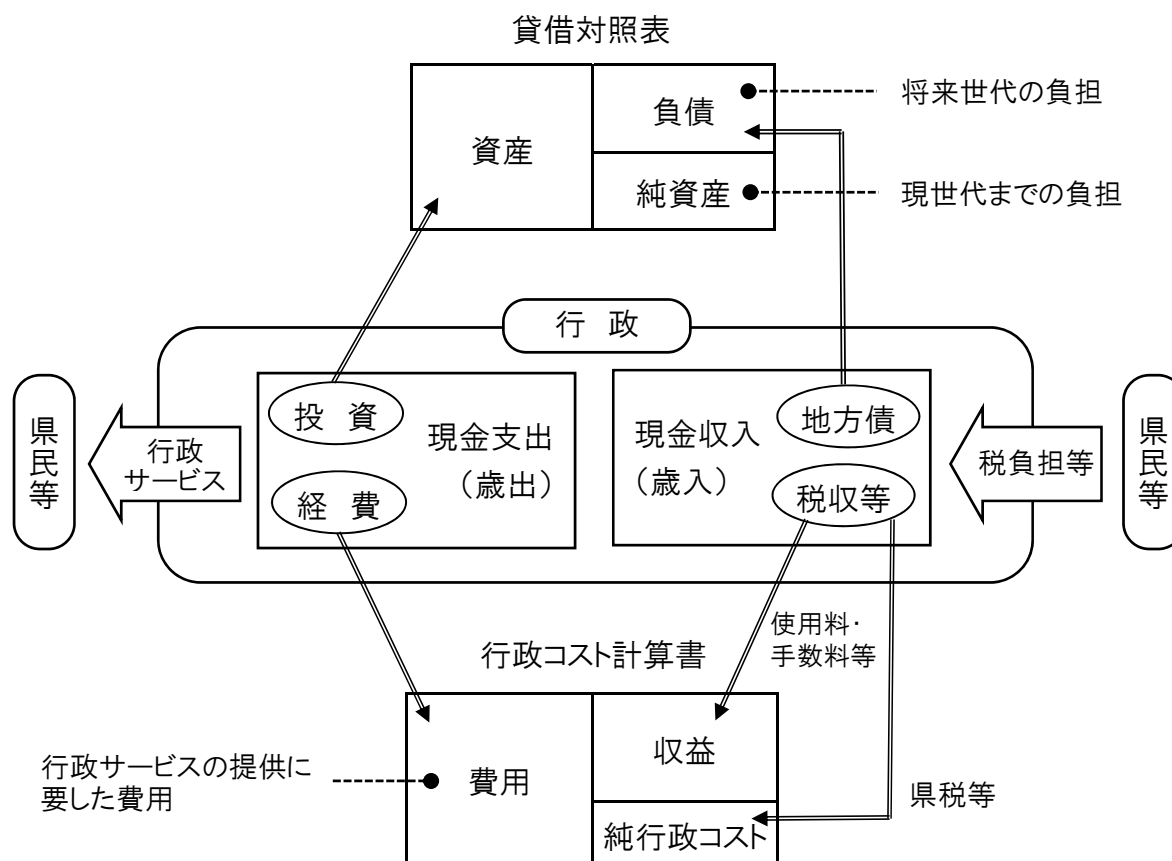 貸借対照表
資産
負債
純資産
将来世代の負担
現世代までの負担
行 政
県民等
行政
サービス
投 資
経 費
現金支出
（歳出）
現金収入
（歳入）
地方債
税収等
税負担等
県民等
使用料・
手数料等
行政コスト計算書
行政サービスの提供に
要した費用
費用
収益
純行政コスト
県税等